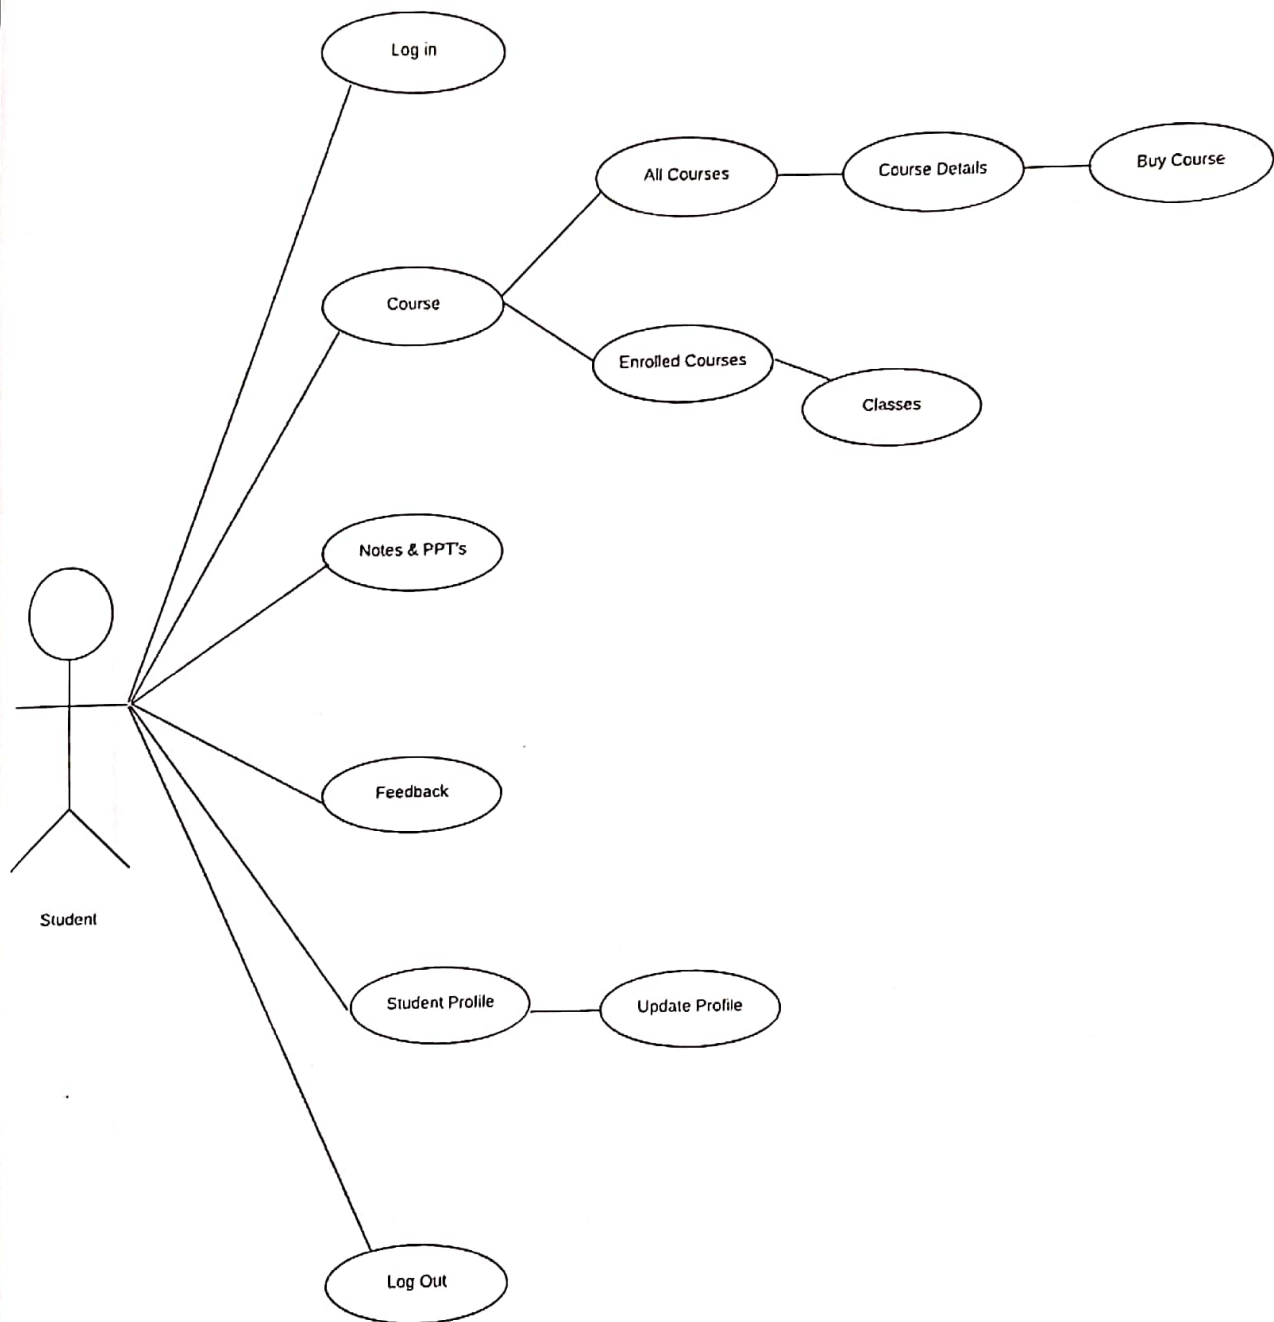 Log in
All Courses
Course Details
Buy Course
Course
Enrolled Courses
Classes
Notes & PPT's
Feedback
Student
Student Profile
Update Profile
Log Out